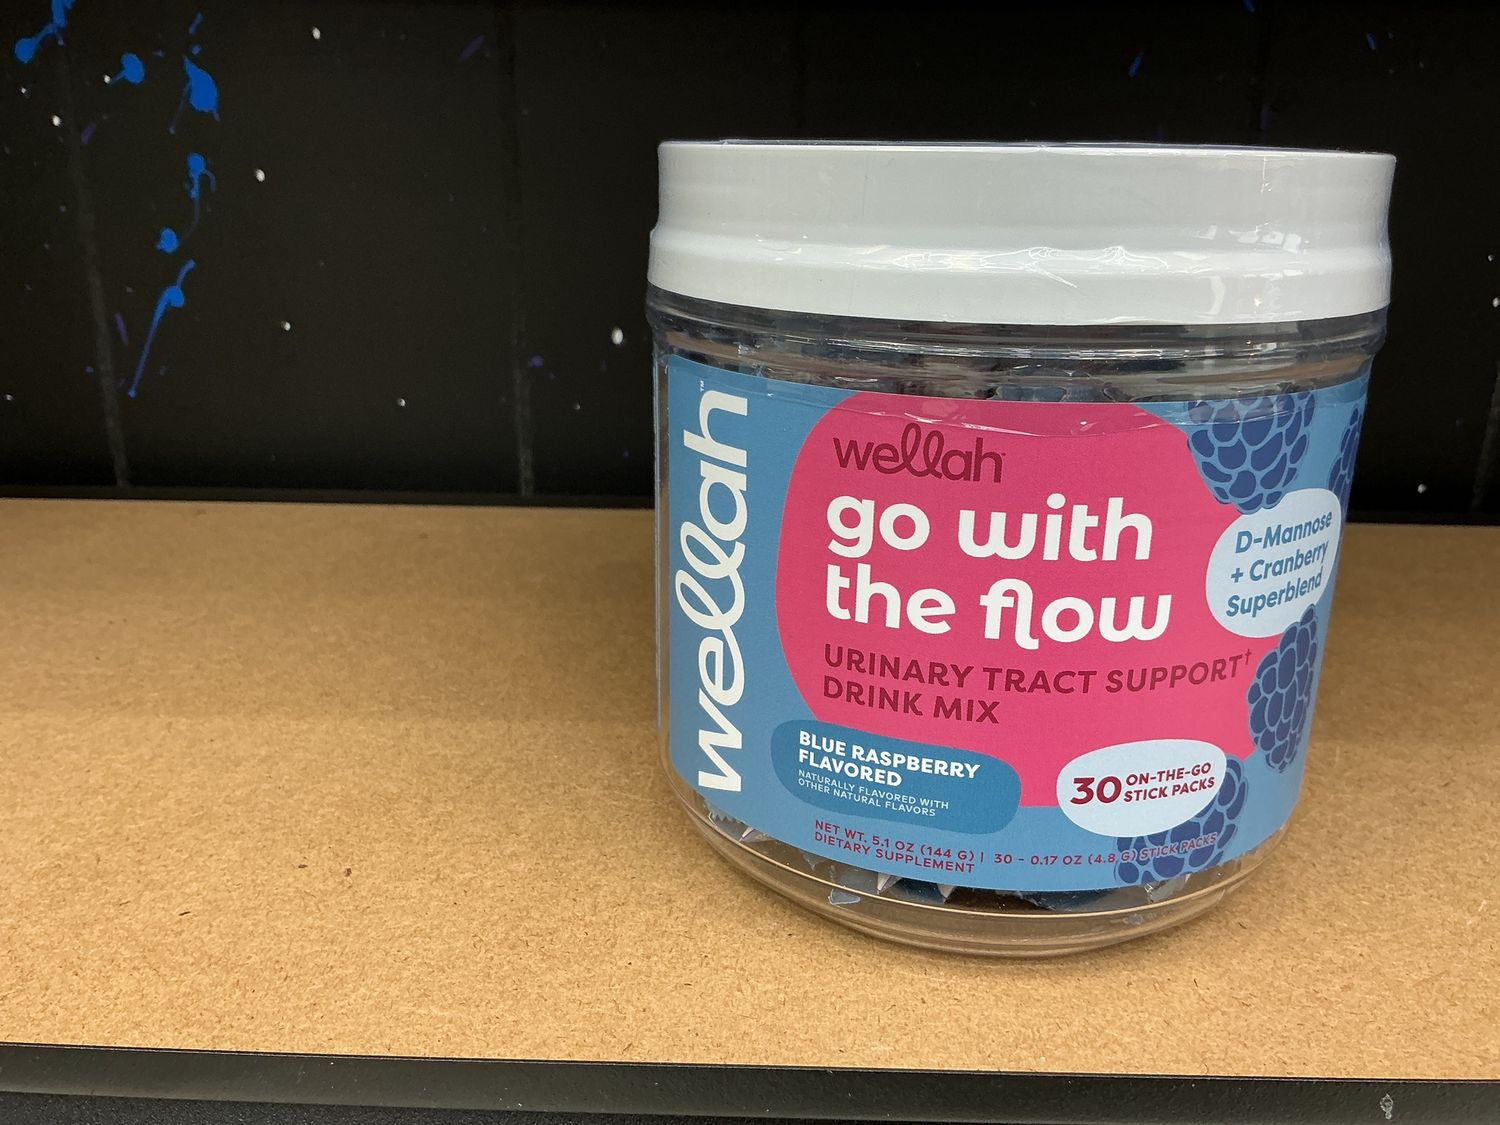 wellah™
wellah
go with
the flow
URINARY TRACT SUPPORT†
DRINK MIX
D-Mannose
+ Cranberry
Superblend
BLUE RASPBERRY
FLAVORED
NATURALLY FLAVORED WITH
OTHER NATURAL FLAVORS
30 ON-THE-GO
STICK PACKS
NET WT. 5.1 OZ (144 G) | 30 - 0.17 OZ (4.8 G) STICK PACKS
DIETARY SUPPLEMENT